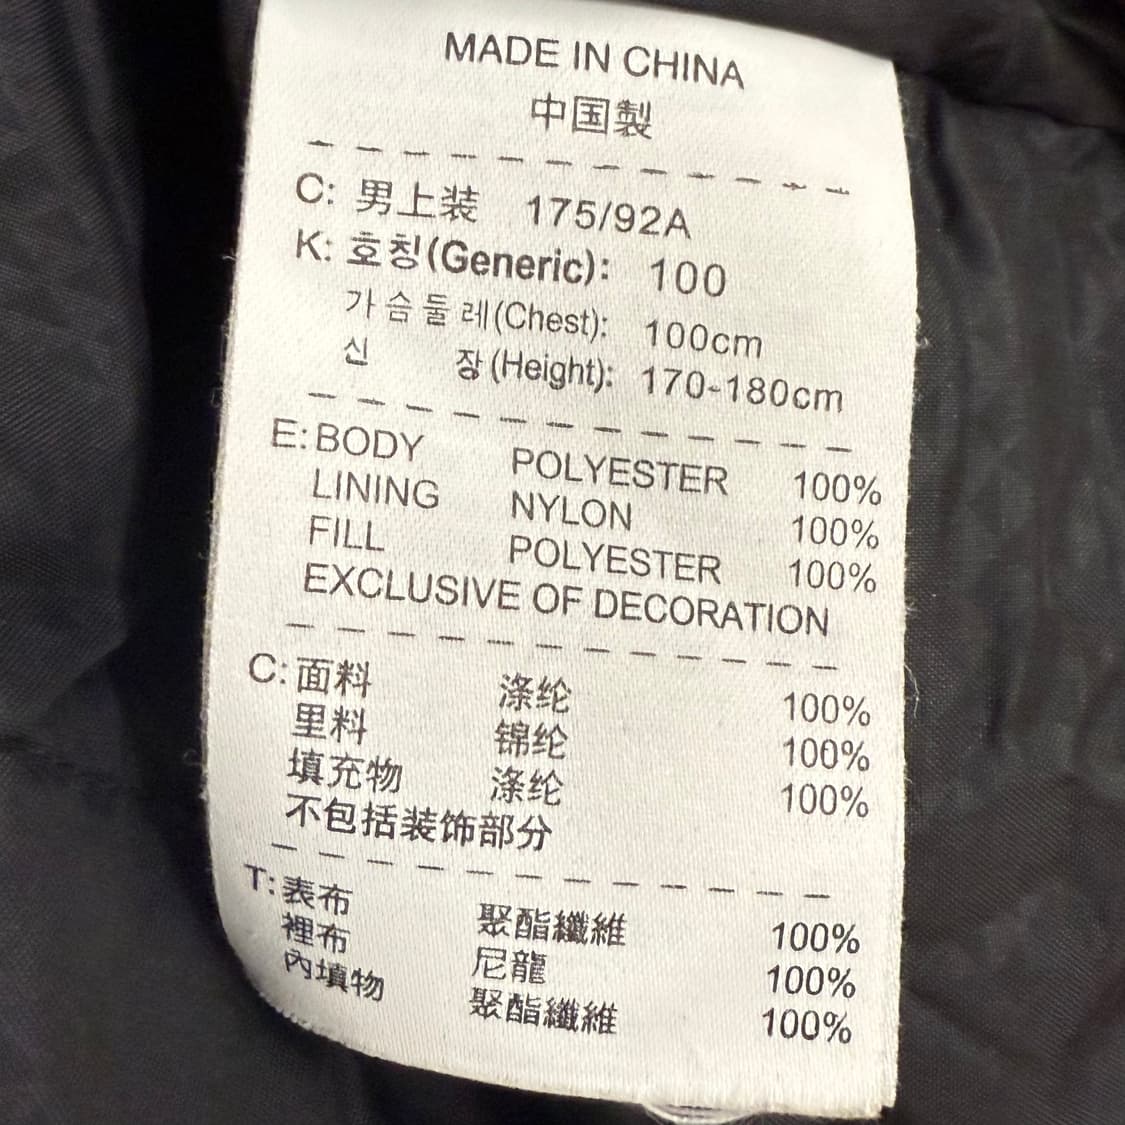 MADE IN CHINA
中国製
C: 男上装 175/92A
K: 호칭(Generic): 100
가슴둘레(Chest): 100cm
신 장(Height): 170-180cm
E: BODY POLYESTER 100%
LINING NYLON 100%
FILL POLYESTER 100%
EXCLUSIVE OF DECORATION
C: 面料 涤纶 100%
里料 锦纶 100%
填充物 涤纶 100%
不包括装饰部分
T: 表布 聚酯纖維 100%
裡布 尼龍 100%
內填物 聚酯纖維 100%